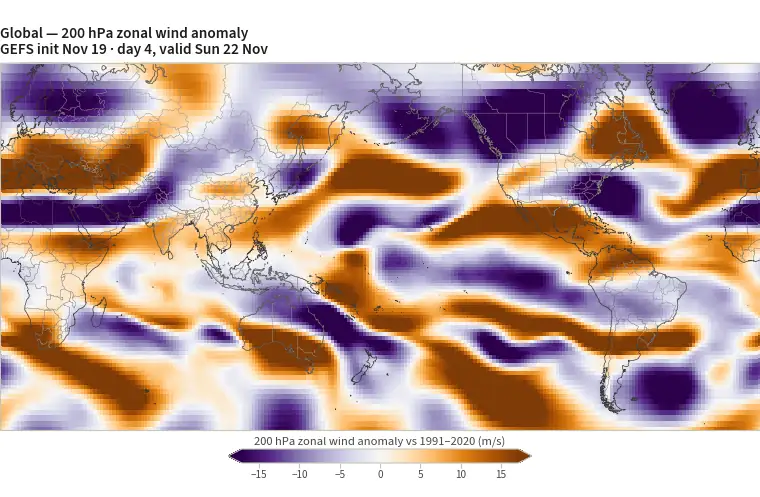 Global — 200 hPa zonal wind anomaly
GEFS init Nov 19 · day 4, valid Sun 22 Nov
200 hPa zonal wind anomaly vs 1991–2020 (m/s)
−15 −10 −5 0 5 10 15